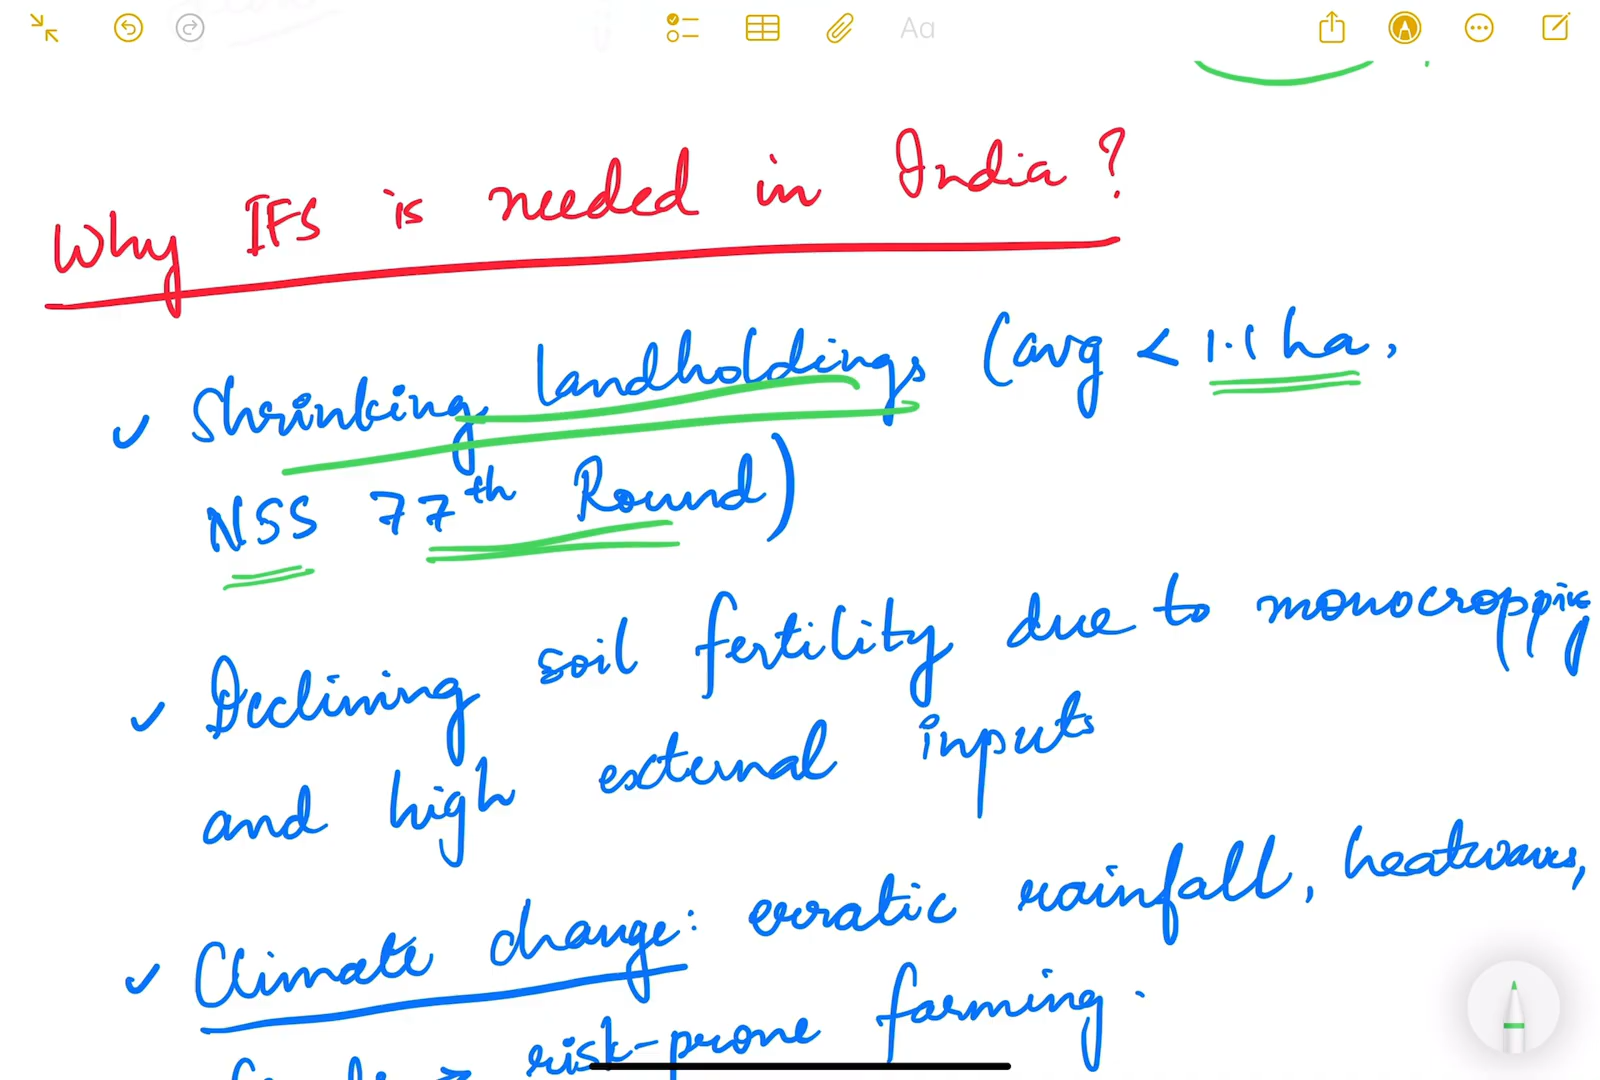 Aa
Why IFS is needed in India?
✓ Shrinking landholdings (avg < 1.1 ha,
NSS 77th Round)
✓ Declining soil fertility due to monocropping
and high external inputs
✓ Climate change: erratic rainfall, heatwaves,
→ risk-prone farming.